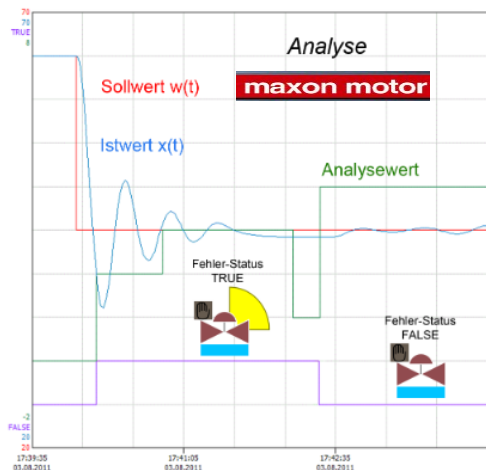 70
70
TRUE
8
Analyse
maxon motor
Sollwert w(t)
Istwert x(t)
Analysewert
Fehler-Status
TRUE
Fehler-Status
FALSE
-2
FALSE
20
20
17:39:35
03.08.2011
17:41:05
03.08.2011
17:42:35
03.08.2011